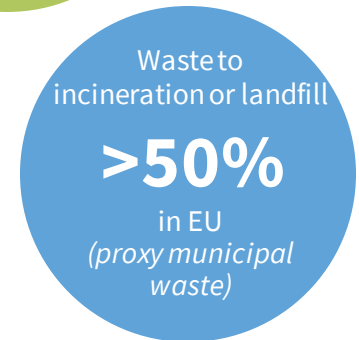 Waste to
incineration or landfill
>50%
in EU
(proxy municipal
waste)